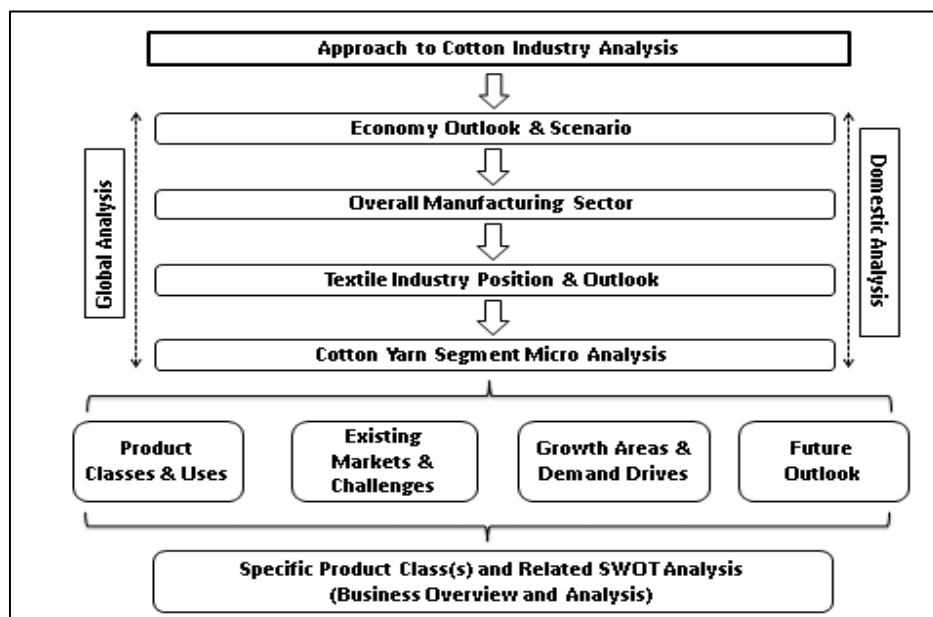 Approach to Cotton Industry Analysis
Economy Outlook & Scenario
Overall Manufacturing Sector
Textile Industry Position & Outlook
Cotton Yarn Segment Micro Analysis
Global Analysis
Domestic Analysis
Product
Classes & Uses
Existing
Markets &
Challenges
Growth Areas &
Demand Drives
Future
Outlook
Specific Product Class(s) and Related SWOT Analysis
(Business Overview and Analysis)